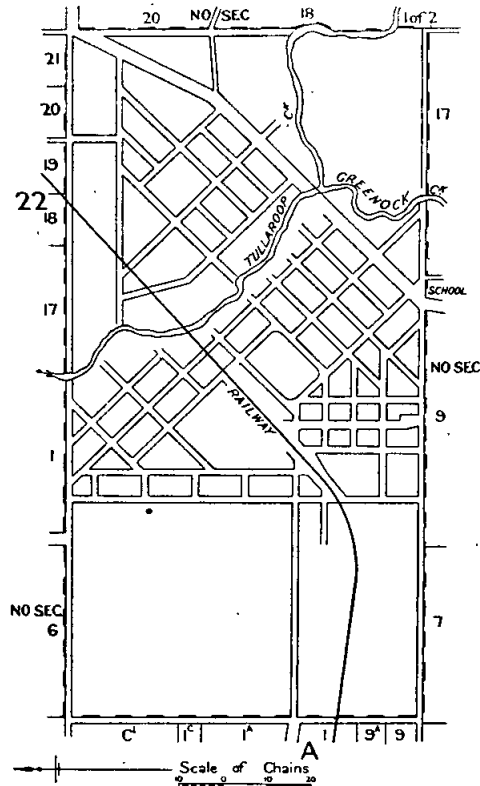 20 NO SEC 18 1 of 2
21
20
17
19
CK
GREENOCK CK
22
18
TULLAROOP
SCHOOL
17
NO SEC
RAILWAY
9
1
NO SEC
6
7
C¹ 1ᶜ 1ᴬ 1 9ᴬ 9
A
Scale of Chains
10 0 10 20